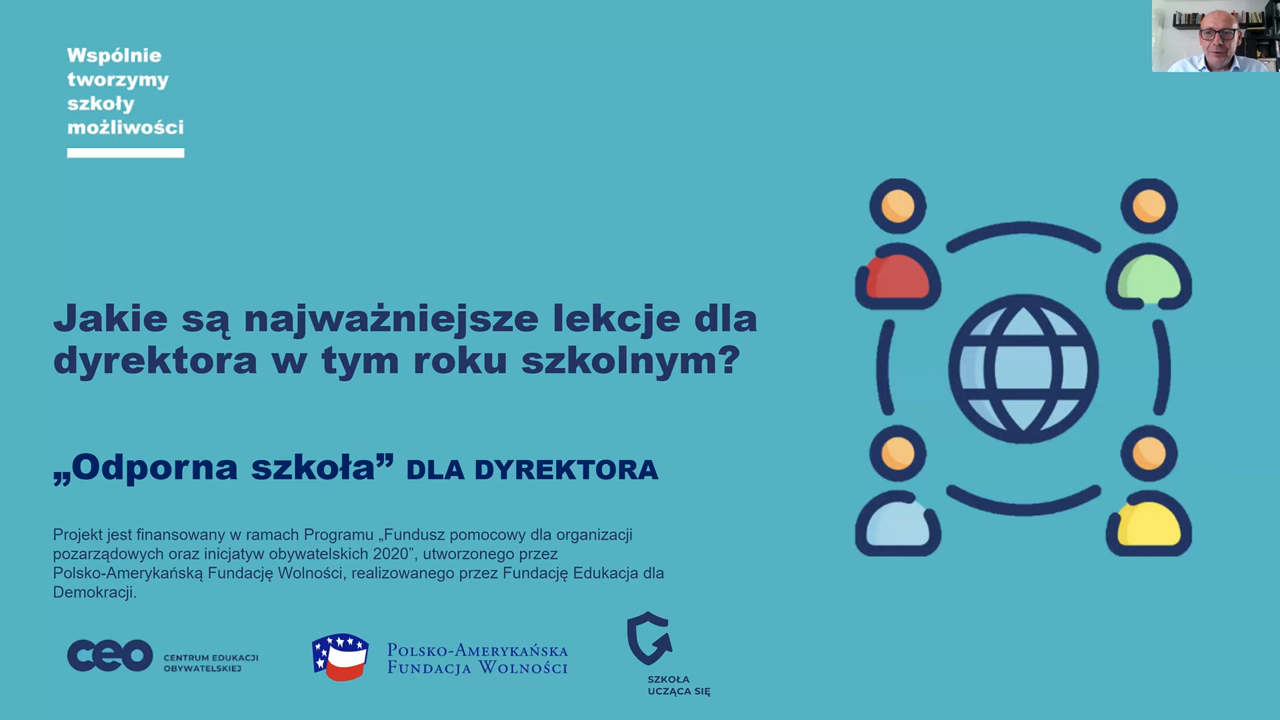 Wspólnie
tworzymy
szkoły
możliwości
Jakie są najważniejsze lekcje dla
dyrektora w tym roku szkolnym?
„Odporna szkoła” DLA DYREKTORA
Projekt jest finansowany w ramach Programu „Fundusz pomocowy dla organizacji
pozarządowych oraz inicjatyw obywatelskich 2020”, utworzonego przez
Polsko-Amerykańską Fundację Wolności, realizowanego przez Fundację Edukacja dla
Demokracji.
ceo CENTRUM EDUKACJI
OBYWATELSKIEJ
POLSKO-AMERYKAŃSKA
FUNDACJA WOLNOŚCI
SZKOŁA
UCZĄCA SIĘ